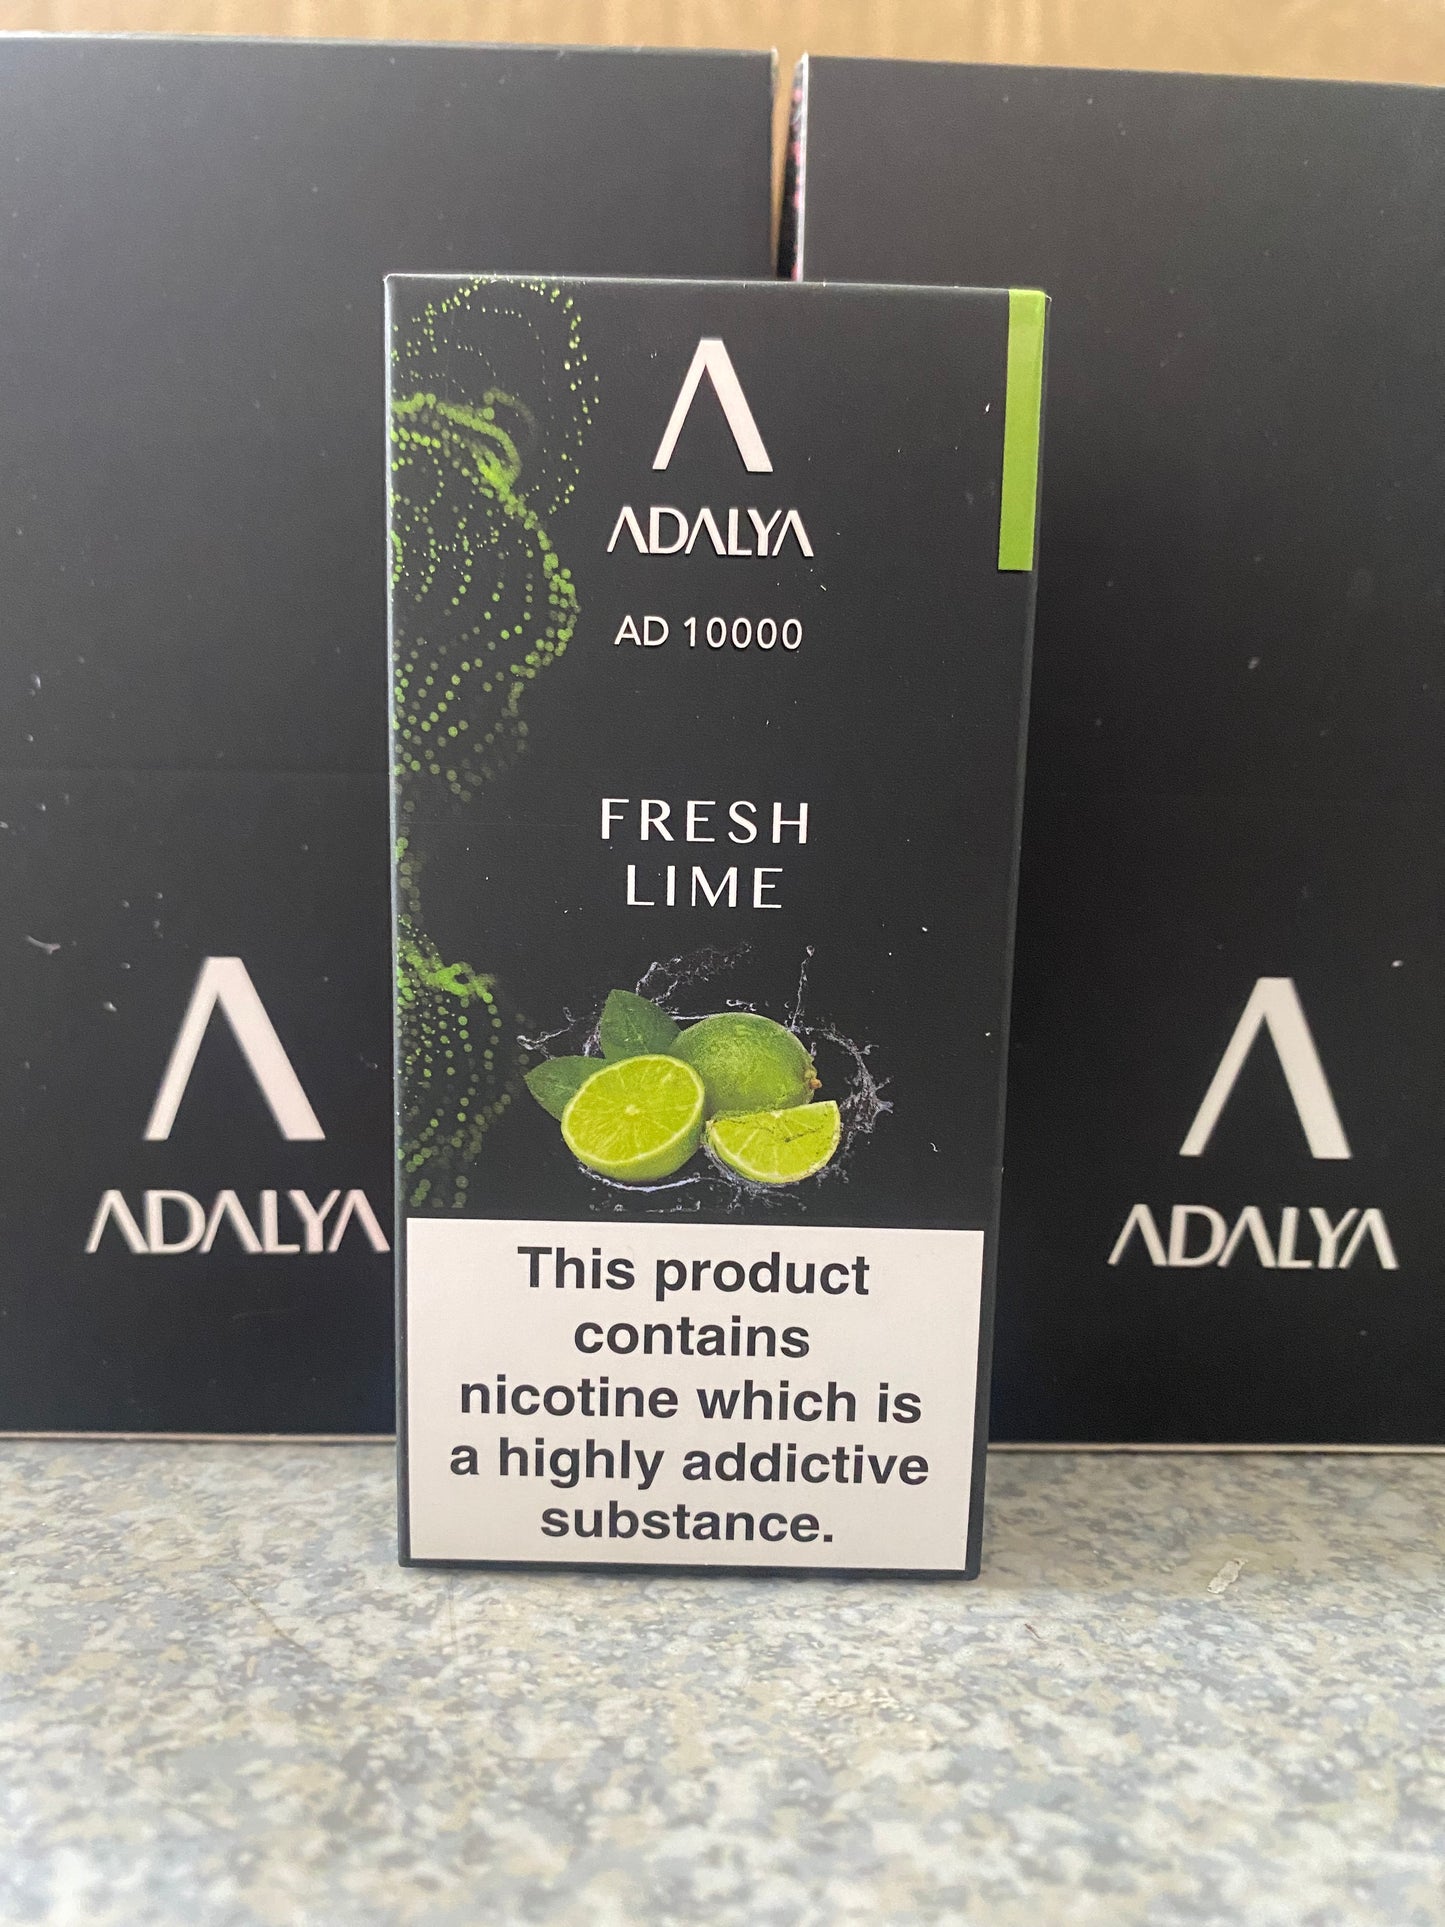 ADALYA
AD 10000
FRESH
LIME
ADALYA
ADALYA
This product
contains
nicotine which is
a highly addictive
substance.